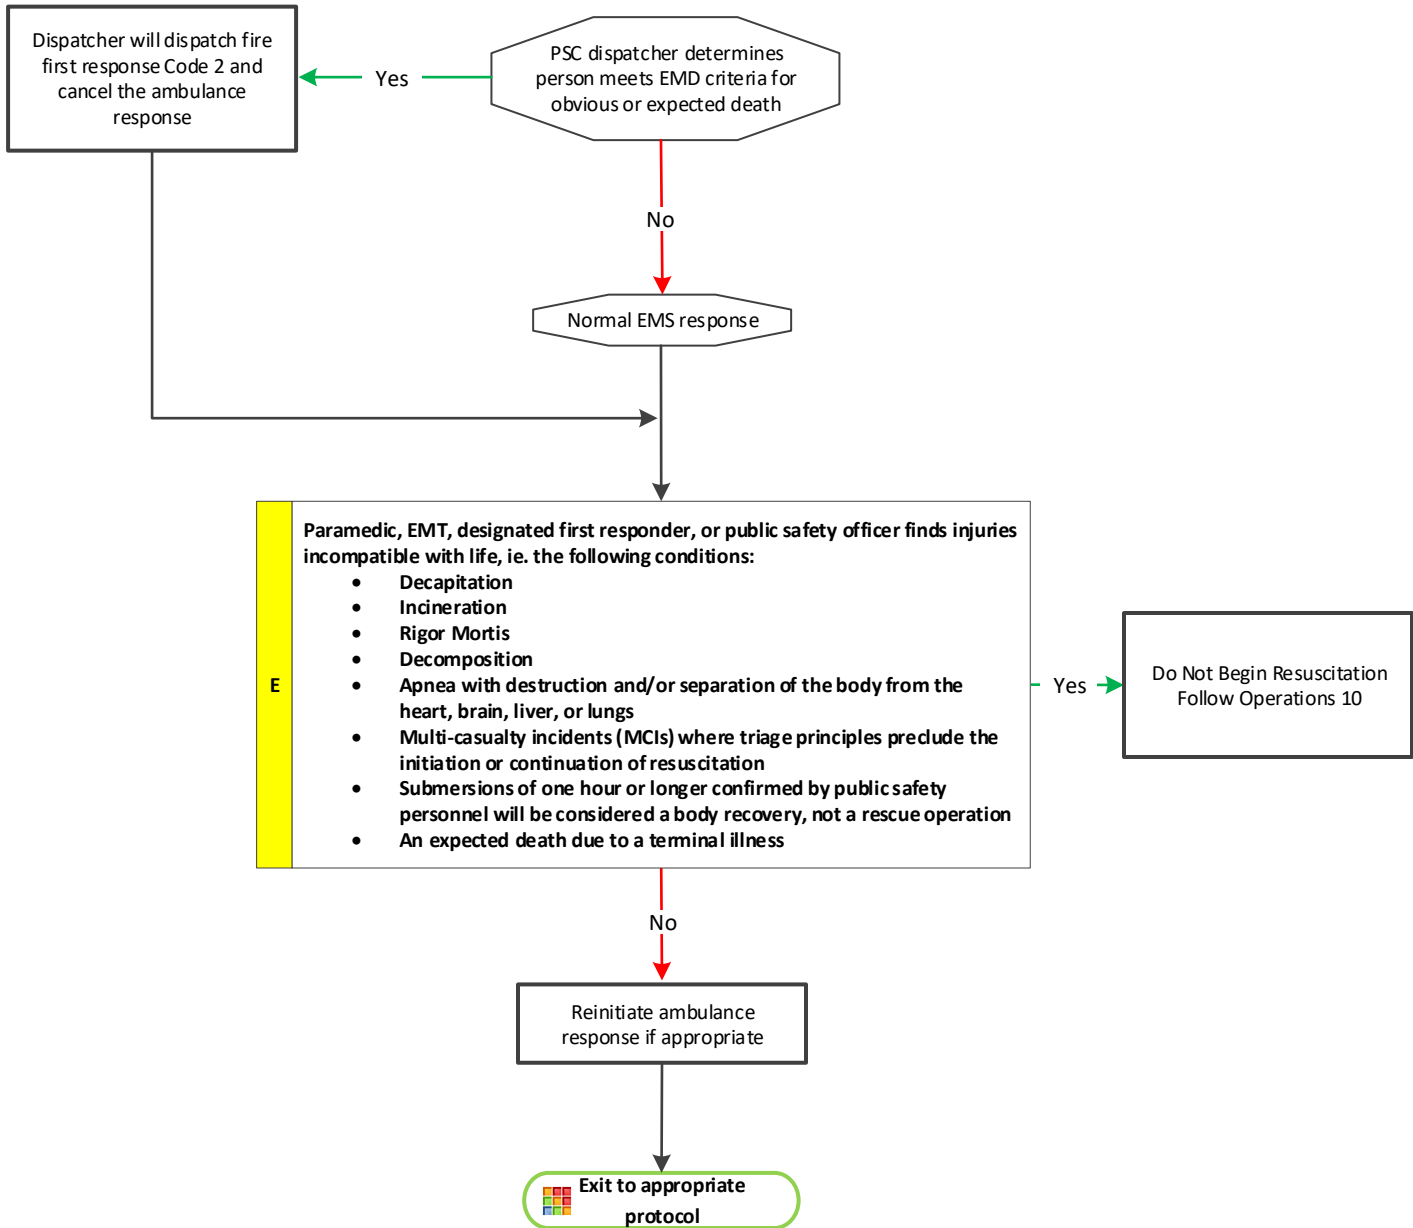 Dispatcher will dispatch fire
first response Code 2 and
cancel the ambulance
response
Yes
PSC dispatcher determines
person meets EMD criteria for
obvious or expected death
No
Normal EMS response
E
Paramedic, EMT, designated first responder, or public safety officer finds injuries
incompatible with life, ie. the following conditions:
• Decapitation
• Incineration
• Rigor Mortis
• Decomposition
• Apnea with destruction and/or separation of the body from the
heart, brain, liver, or lungs
• Multi-casualty incidents (MCIs) where triage principles preclude the
initiation or continuation of resuscitation
• Submersions of one hour or longer confirmed by public safety
personnel will be considered a body recovery, not a rescue operation
• An expected death due to a terminal illness
Yes
Do Not Begin Resuscitation
Follow Operations 10
No
Reinitiate ambulance
response if appropriate
Exit to appropriate
protocol